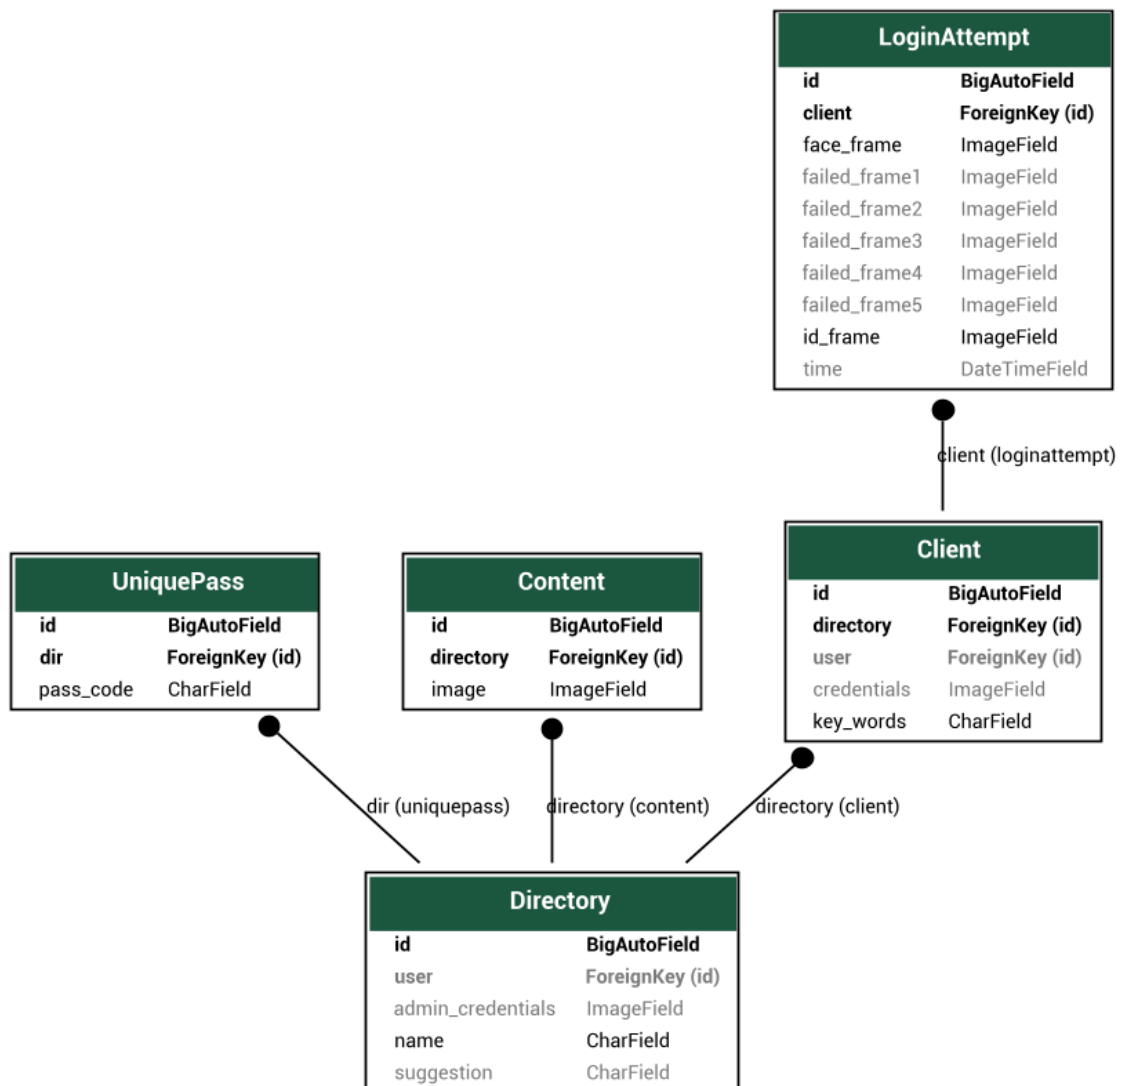 LoginAttempt
id BigAutoField
client ForeignKey (id)
face_frame ImageField
failed_frame1 ImageField
failed_frame2 ImageField
failed_frame3 ImageField
failed_frame4 ImageField
failed_frame5 ImageField
id_frame ImageField
time DateTimeField
client (loginattempt)
UniquePass
id BigAutoField
dir ForeignKey (id)
pass_code CharField
Content
id BigAutoField
directory ForeignKey (id)
image ImageField
Client
id BigAutoField
directory ForeignKey (id)
user ForeignKey (id)
credentials ImageField
key_words CharField
dir (uniquepass)
directory (content)
directory (client)
Directory
id BigAutoField
user ForeignKey (id)
admin_credentials ImageField
name CharField
suggestion CharField